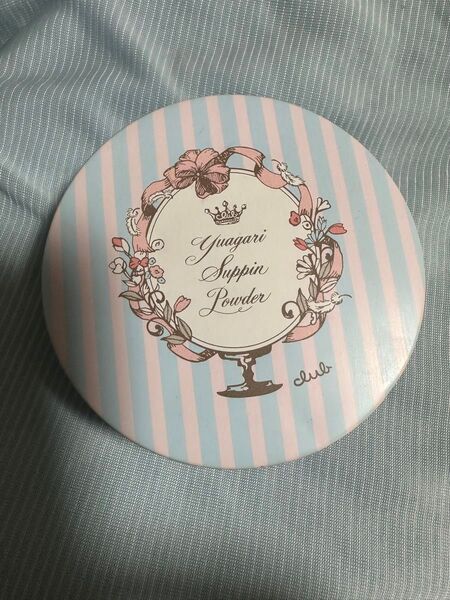 Yuagari
Suppin
Powder
club